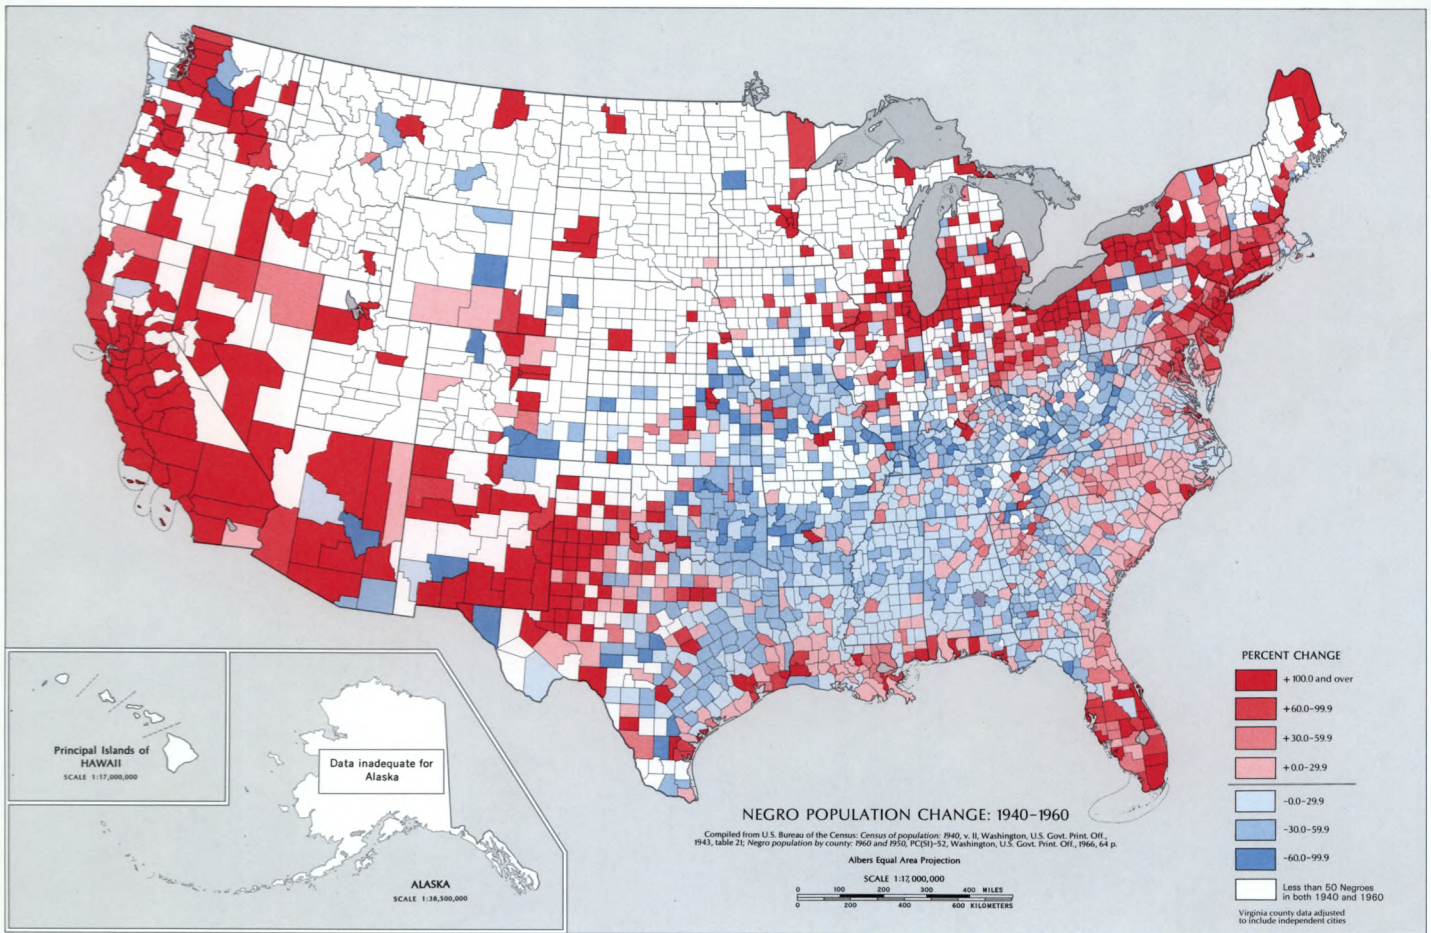 PERCENT CHANGE
+ 100.0 and over
+60.0-99.9
+30.0-59.9
+0.0-29.9
-0.0-29.9
-30.0-59.9
-60.0-99.9
Less than 50 Negroes
in both 1940 and 1960
Virginia county data adjusted
to include independent cities
Principal Islands of
HAWAII
SCALE 1:17,000,000
Data inadequate for
Alaska
ALASKA
SCALE 1:38,500,000
NEGRO POPULATION CHANGE: 1940-1960
Compiled from U.S. Bureau of the Census: Census of population: 1940, v. II, Washington, U.S. Govt. Print. Off.,
1943, table 21; Negro population by county: 1960 and 1950, PC(S1)-52, Washington, U.S. Govt. Print. Off., 1966, 64 p.
Albers Equal Area Projection
SCALE 1:17,000,000
0 100 200 300 400 MILES
0 200 400 600 KILOMETERS